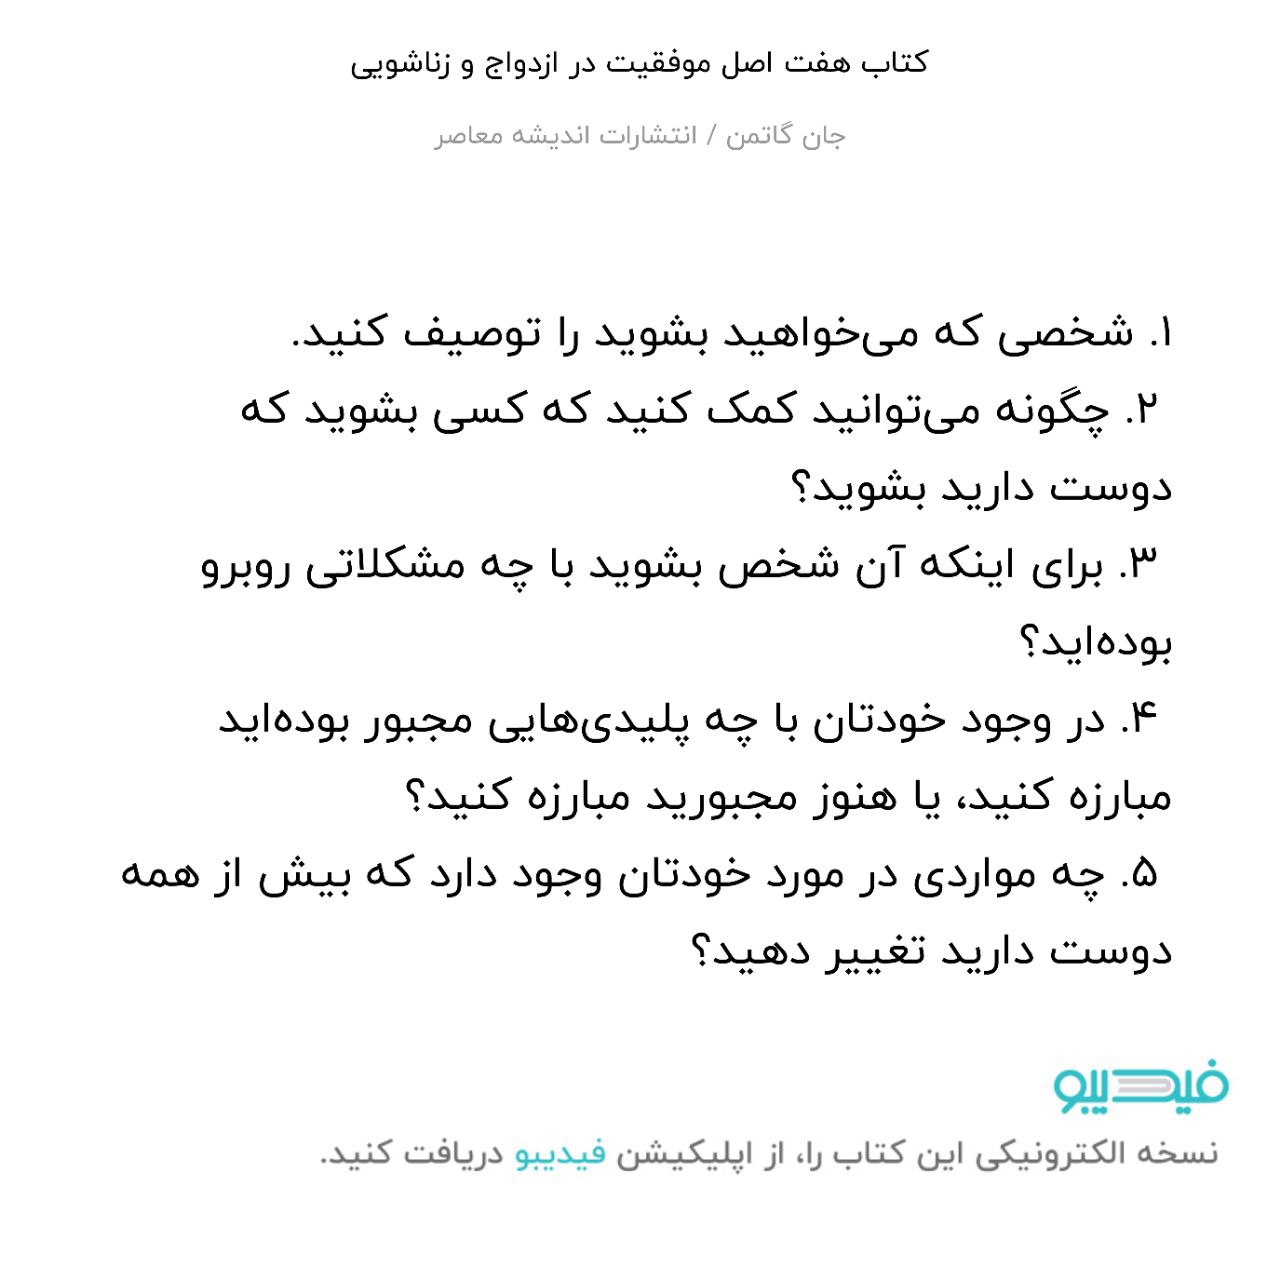 کتاب هفت اصل موفقیت در ازدواج و زناشویی
جان گاتمن / انتشارات اندیشه معاصر
۱. شخصی که می‌خواهید بشوید را توصیف کنید.
۲. چگونه می‌توانید کمک کنید که کسی بشوید که
دوست دارید بشوید؟
۳. برای اینکه آن شخص بشوید با چه مشکلاتی روبرو
بوده‌اید؟
۴. در وجود خودتان با چه پلیدی‌هایی مجبور بوده‌اید
مبارزه کنید، یا هنوز مجبورید مبارزه کنید؟
۵. چه مواردی در مورد خودتان وجود دارد که بیش از همه
دوست دارید تغییر دهید؟
فیدیبو
نسخه الکترونیکی این کتاب را، از اپلیکیشن فیدیبو دریافت کنید.